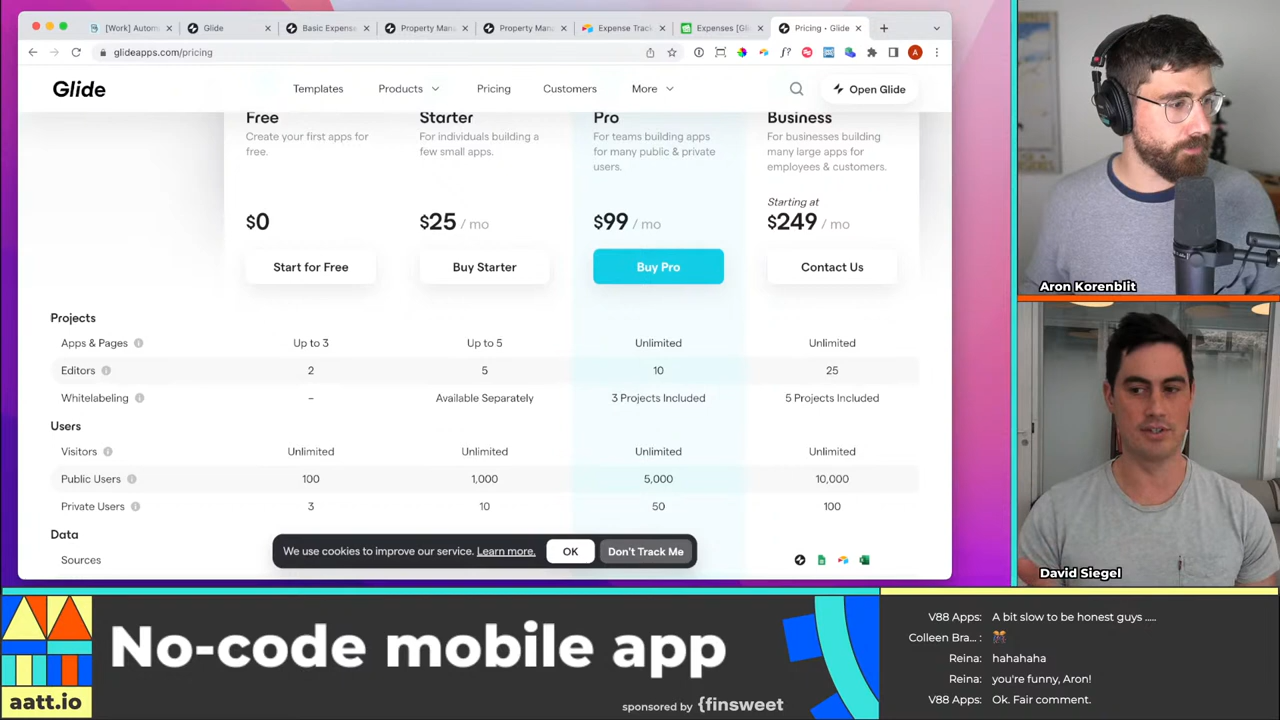 [Work] Autom
Glide
Basic Expense
Property Mana
Property Mana
Expense Track
Expenses [Gli
Pricing • Glide
glideapps.com/pricing
Glide
Templates
Products
Pricing
Customers
More
Open Glide
Free
Starter
Pro
Business
Create your first apps for
free.
For individuals building a
few small apps.
For teams building apps
for many public & private
users.
For businesses building
many large apps for
employees & customers.
Starting at
$0
$25 / mo
$99 / mo
$249 / mo
Start for Free
Buy Starter
Buy Pro
Contact Us
Projects
Apps & Pages
Up to 3
Up to 5
Unlimited
Unlimited
Editors
2
5
10
25
Whitelabeling
–
Available Separately
3 Projects Included
5 Projects Included
Users
Visitors
Unlimited
Unlimited
Unlimited
Unlimited
Public Users
100
1,000
5,000
10,000
Private Users
3
10
50
100
Data
Sources
We use cookies to improve our service. Learn more.
OK
Don't Track Me
Aron Korenblit
David Siegel
aatt.io
No-code mobile app
sponsored by {finsweet
V88 Apps: A bit slow to be honest guys .....
Colleen Bra... :
Reina: hahahaha
Reina: you're funny, Aron!
V88 Apps: Ok. Fair comment.